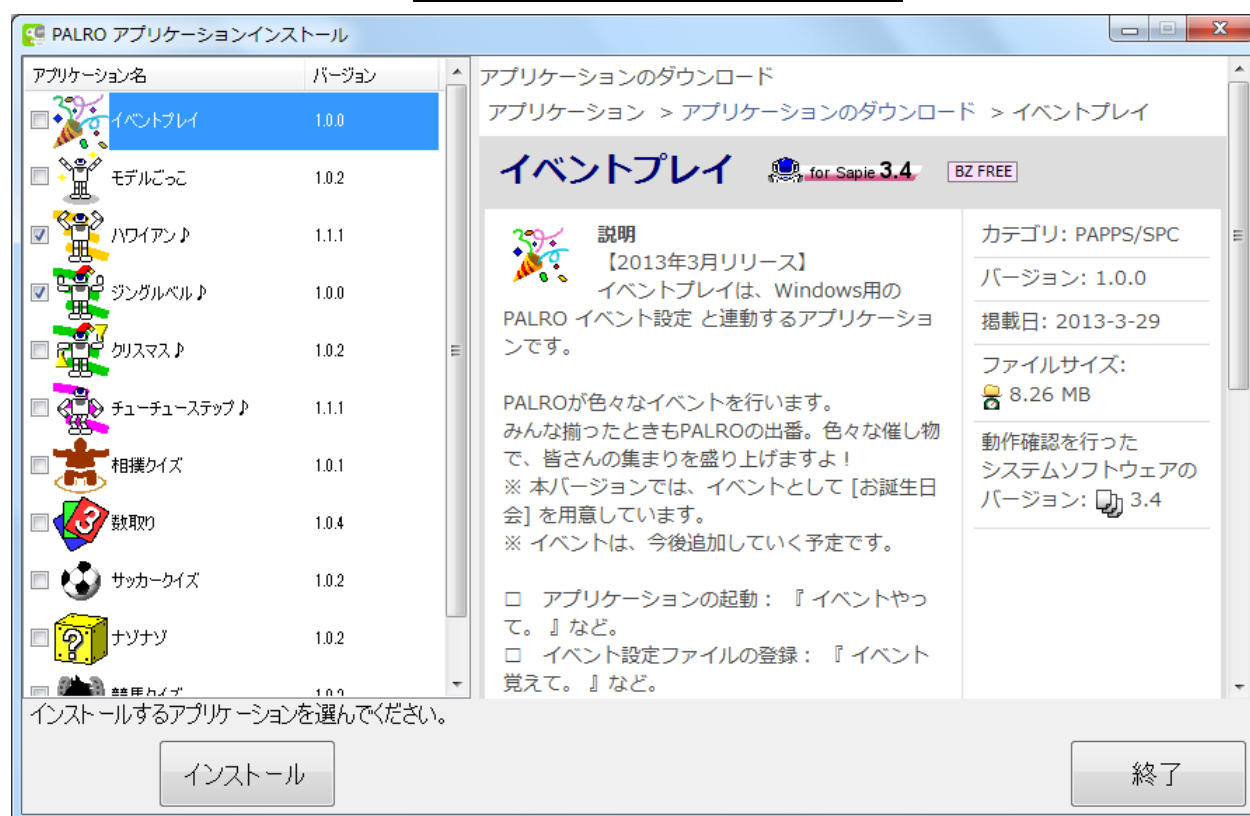 PALRO アプリケーションインストール
アプリケーション名 バージョン
イベントプレイ 1.0.0
モデルごっこ 1.0.2
ハワイアン♪ 1.1.1
ジングルベル♪ 1.0.0
クリスマス♪ 1.0.2
チューチューステップ♪ 1.1.1
相撲クイズ 1.0.1
数取り 1.0.4
サッカークイズ 1.0.2
ナゾナゾ 1.0.2
競馬クイズ
アプリケーションのダウンロード
アプリケーション > アプリケーションのダウンロード > イベントプレイ
イベントプレイ for Sapie 3.4 BZ FREE
説明
【2013年3月リリース】
イベントプレイは、Windows用の
PALRO イベント設定 と連動するアプリケーショ
ンです。
PALROが色々なイベントを行います。
みんな揃ったときもPALROの出番。色々な催し物
で、皆さんの集まりを盛り上げますよ！
※ 本バージョンでは、イベントとして [お誕生日
会] を用意しています。
※ イベントは、今後追加していく予定です。
□ アプリケーションの起動： 『 イベントやっ
て。 』など。
□ イベント設定ファイルの登録： 『 イベント
覚えて。 』など。
カテゴリ: PAPPS/SPC
バージョン: 1.0.0
掲載日: 2013-3-29
ファイルサイズ:
8.26 MB
動作確認を行った
システムソフトウェアの
バージョン: 3.4
インストールするアプリケーションを選んでください。
インストール
終了